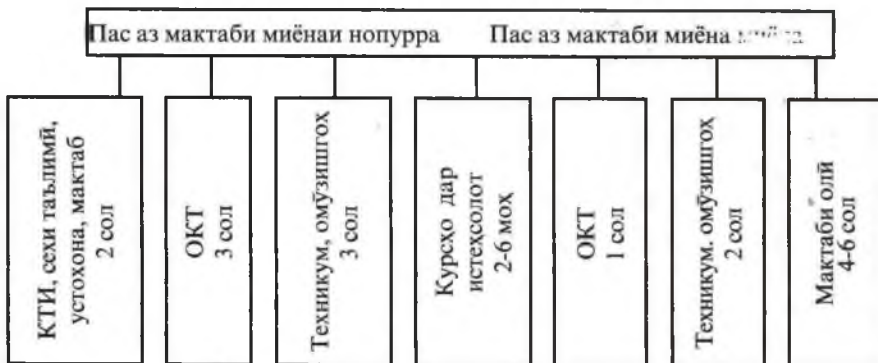 Пас аз мактаби миёнаи нопурра
Пас аз мактаби миёна
КТИ, сехи таълимӣ,
устохона, мактаб
2 сол
ОКТ
3 сол
Техникум, омӯзишгоҳ
3 сол
Курсҳо дар
истеҳсолот
2-6 моҳ
ОКТ
1 сол
Техникум. омӯзишгоҳ
2 сол
Мактаби олӣ
4-6 сол